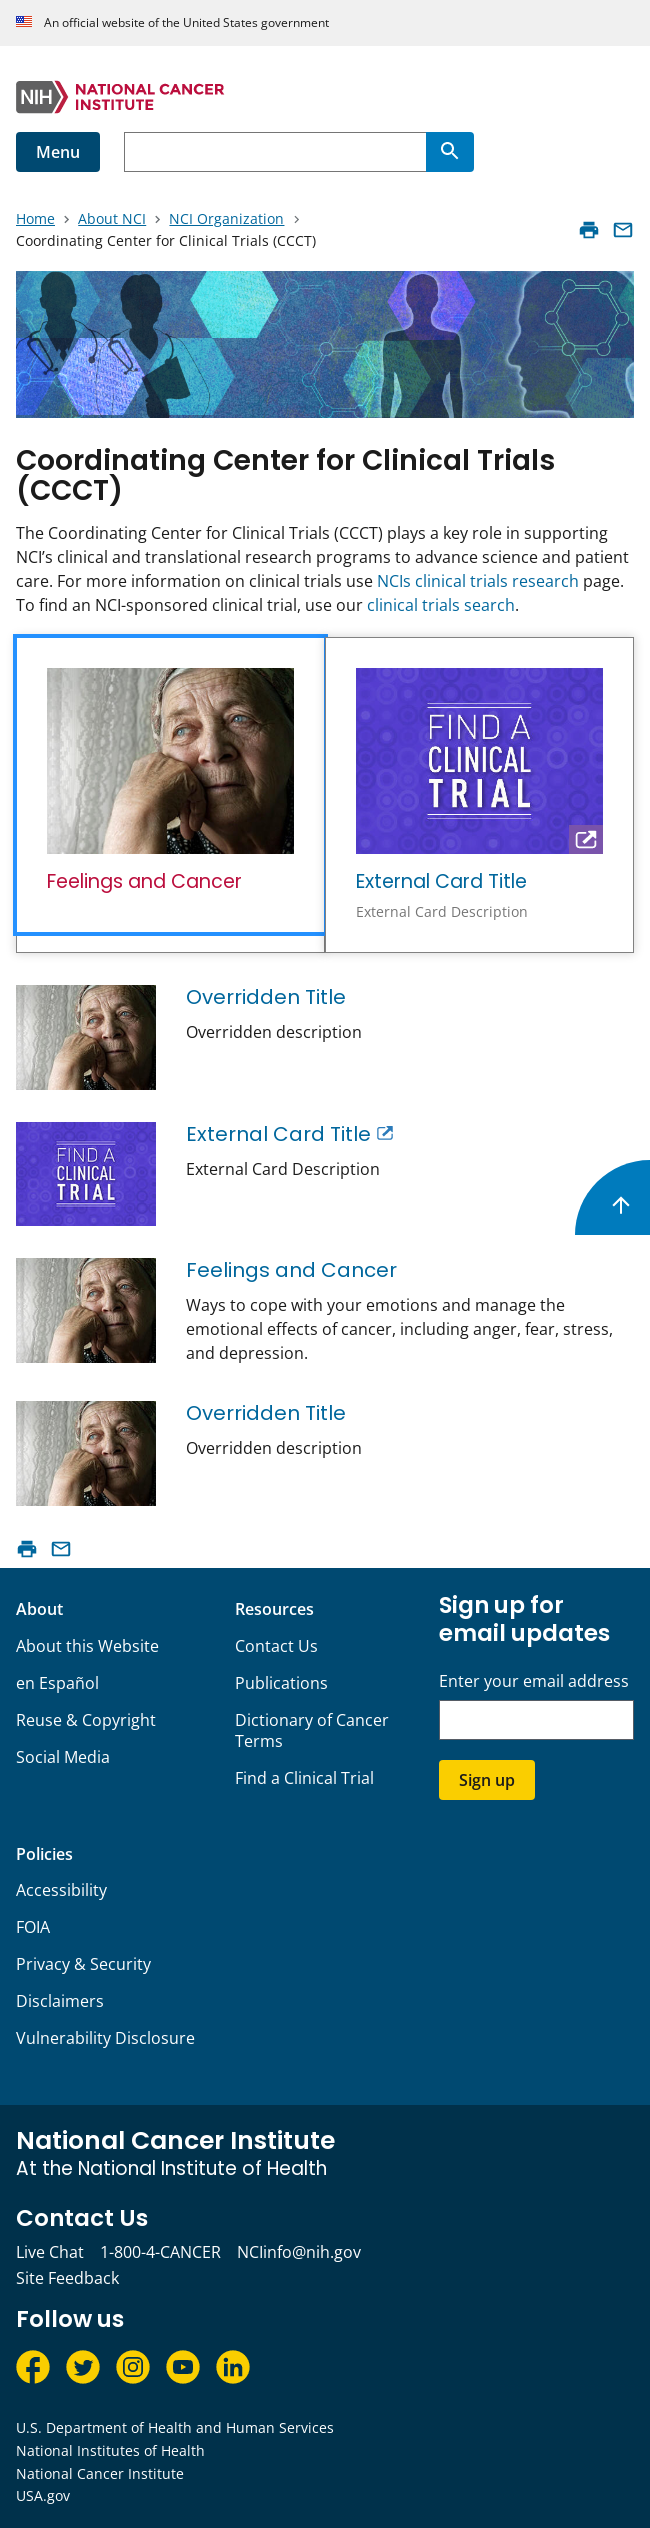 An official website of the United States government
NIH
NATIONAL CANCER
INSTITUTE
Menu
Home > About NCI > NCI Organization >
Coordinating Center for Clinical Trials (CCCT)
Coordinating Center for Clinical Trials
(CCCT)
The Coordinating Center for Clinical Trials (CCCT) plays a key role in supporting
NCI’s clinical and translational research programs to advance science and patient
care. For more information on clinical trials use NCIs clinical trials research page.
To find an NCI-sponsored clinical trial, use our clinical trials search.
FIND A
CLINICAL
TRIAL
Feelings and Cancer
External Card Title
External Card Description
Overridden Title
Overridden description
FIND A
CLINICAL
TRIAL
External Card Title
External Card Description
Feelings and Cancer
Ways to cope with your emotions and manage the
emotional effects of cancer, including anger, fear, stress,
and depression.
Overridden Title
Overridden description
About
About this Website
en Español
Reuse & Copyright
Social Media
Resources
Contact Us
Publications
Dictionary of Cancer
Terms
Find a Clinical Trial
Sign up for
email updates
Enter your email address
Sign up
Policies
Accessibility
FOIA
Privacy & Security
Disclaimers
Vulnerability Disclosure
National Cancer Institute
At the National Institute of Health
Contact Us
Live Chat 1-800-4-CANCER NCIinfo@nih.gov
Site Feedback
Follow us
U.S. Department of Health and Human Services
National Institutes of Health
National Cancer Institute
USA.gov